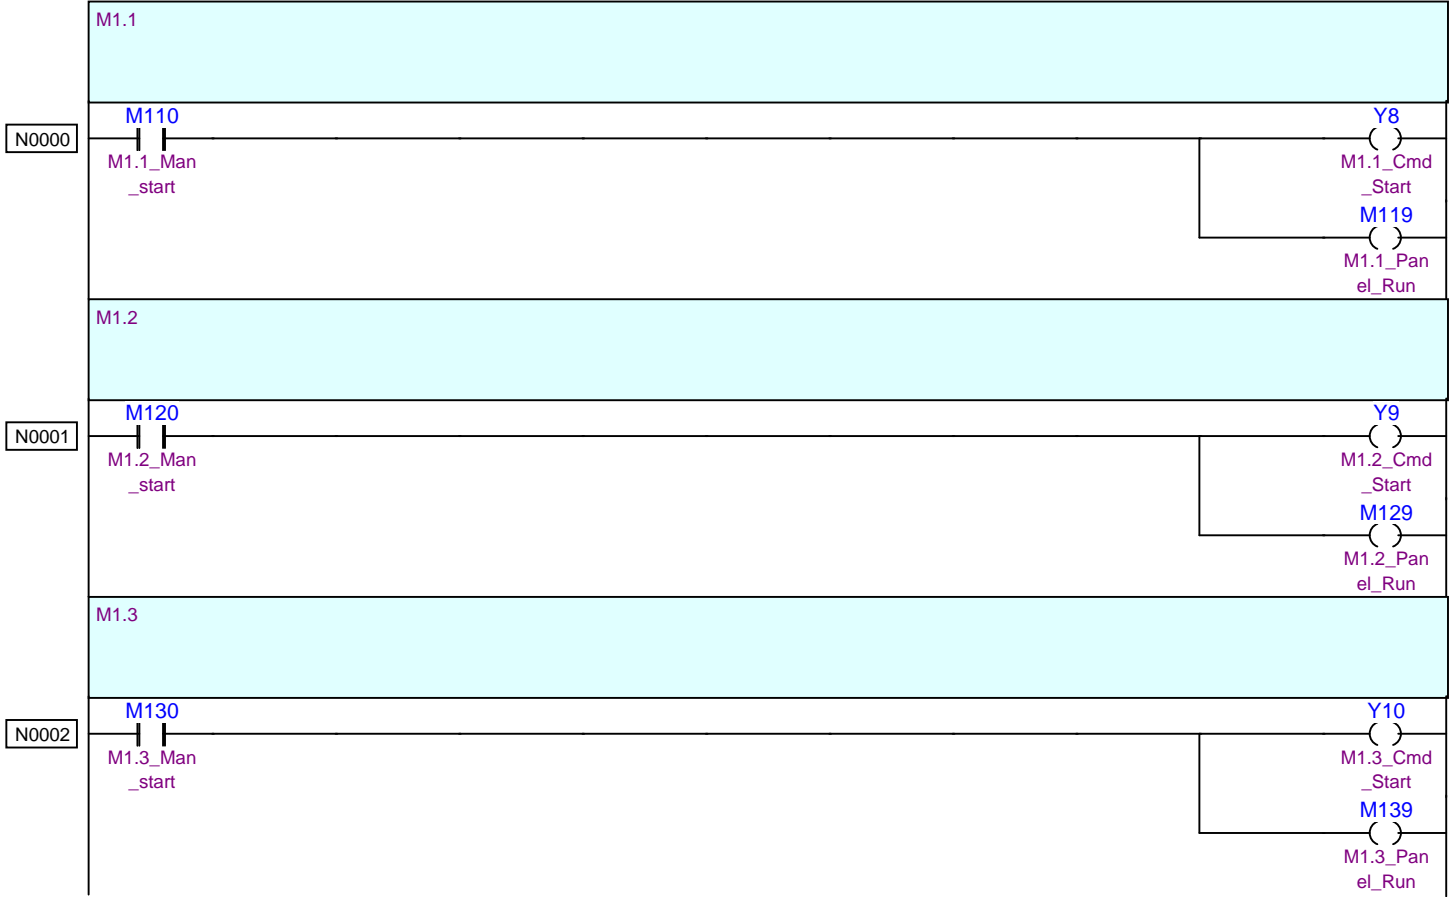 M1.1
M110
Y8
N0000
M1.1_Man
_start
M1.1_Cmd
_Start
M119
M1.1_Pan
el_Run
M1.2
M120
Y9
N0001
M1.2_Man
_start
M1.2_Cmd
_Start
M129
M1.2_Pan
el_Run
M1.3
M130
Y10
N0002
M1.3_Man
_start
M1.3_Cmd
_Start
M139
M1.3_Pan
el_Run